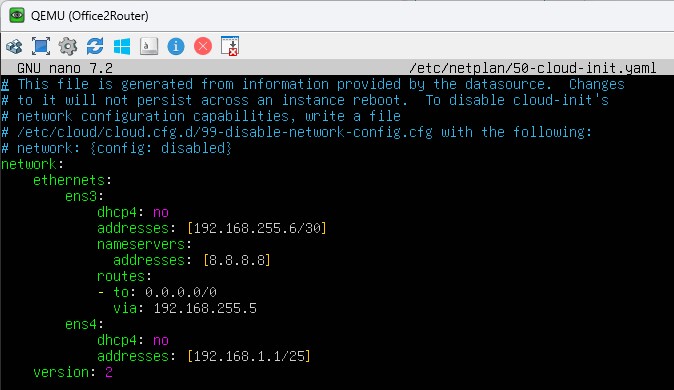 QEMU (Office2Router)
GNU nano 7.2 /etc/netplan/50-cloud-init.yaml
# This file is generated from information provided by the datasource.  Changes
# to it will not persist across an instance reboot.  To disable cloud-init's
# network configuration capabilities, write a file
# /etc/cloud/cloud.cfg.d/99-disable-network-config.cfg with the following:
# network: {config: disabled}
network:
    ethernets:
        ens3:
            dhcp4: no
            addresses: [192.168.255.6/30]
            nameservers:
              addresses: [8.8.8.8]
            routes:
            - to: 0.0.0.0/0
              via: 192.168.255.5
        ens4:
            dhcp4: no
            addresses: [192.168.1.1/25]
    version: 2